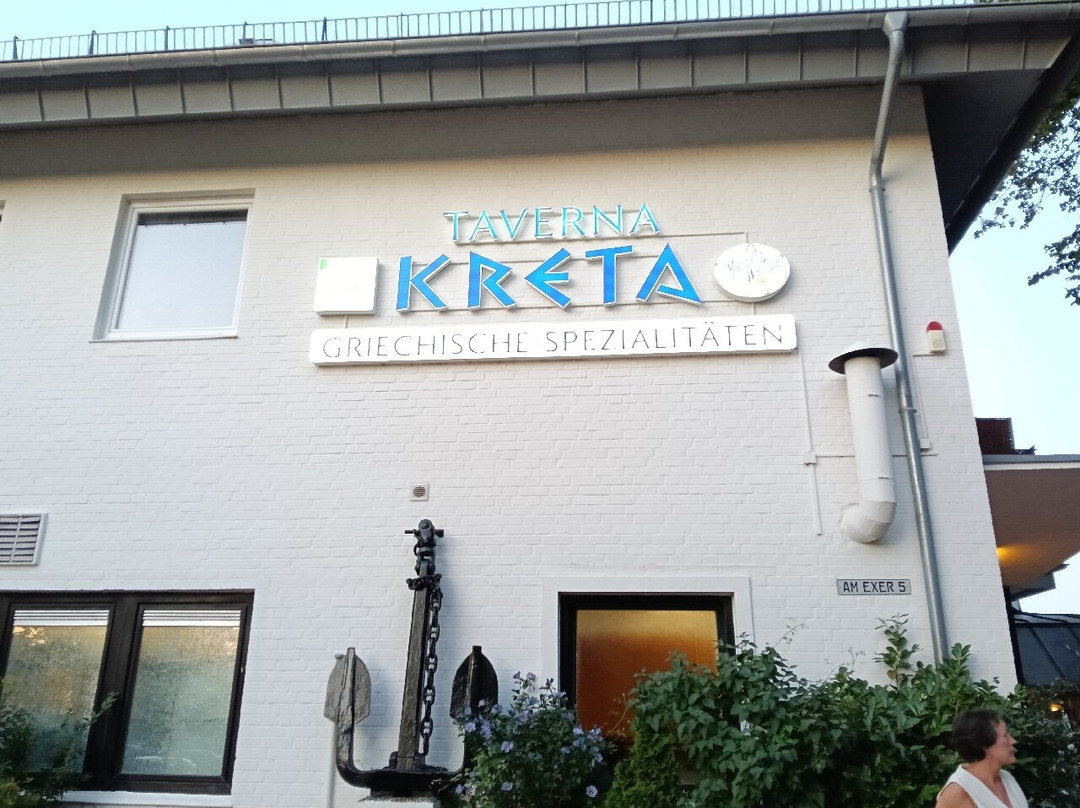 TAVERNA
KRETA
GRIECHISCHE SPEZIALITÄTEN
AM EXER 5